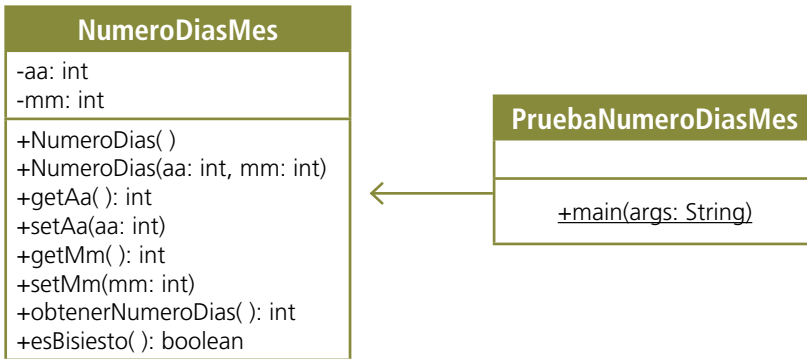 NumeroDiasMes
-aa: int
-mm: int
+NumeroDias( )
+NumeroDias(aa: int, mm: int)
+getAa( ): int
+setAa(aa: int)
+getMm( ): int
+setMm(mm: int)
+obtenerNumeroDias( ): int
+esBisiesto( ): boolean
PruebaNumeroDiasMes
+main(args: String)